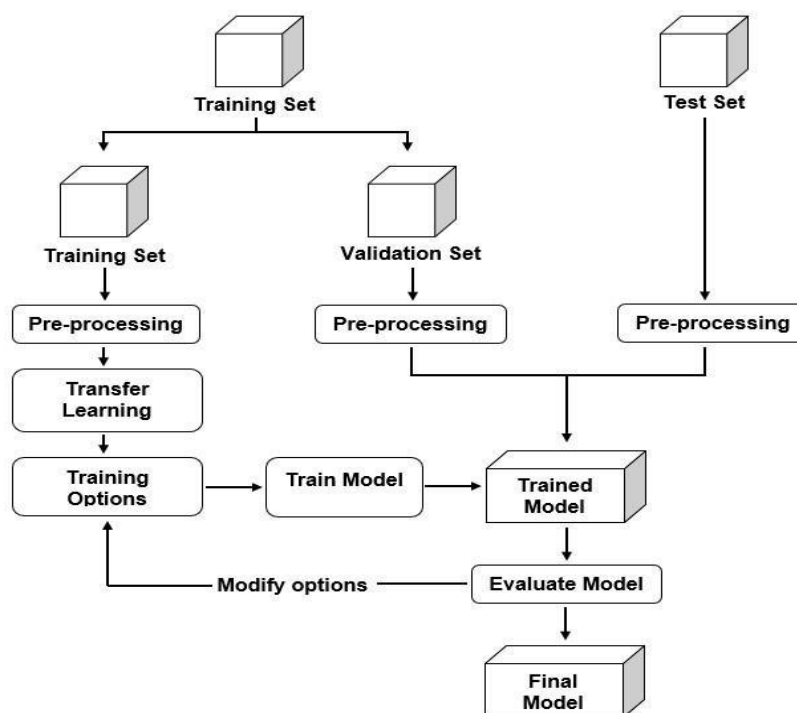 Training Set
Test Set
Training Set
Validation Set
Pre-processing
Pre-processing
Pre-processing
Transfer
Learning
Training
Options
Train Model
Trained
Model
Modify options
Evaluate Model
Final
Model